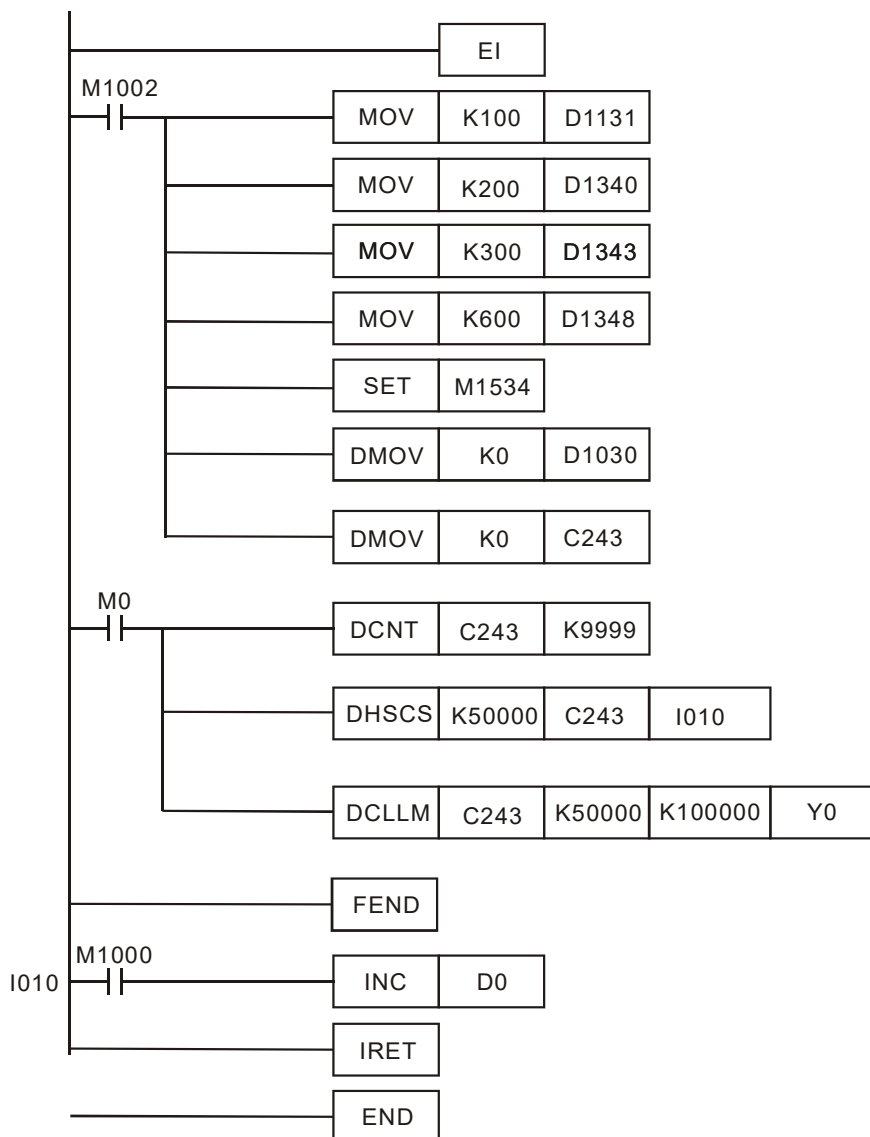 EI
M1002
MOV K100 D1131
MOV K200 D1340
MOV K300 D1343
MOV K600 D1348
SET M1534
DMOV K0 D1030
DMOV K0 C243
M0
DCNT C243 K9999
DHSCS K50000 C243 I010
DCLLM C243 K50000 K100000 Y0
FEND
M1000
I010 INC D0
IRET
END